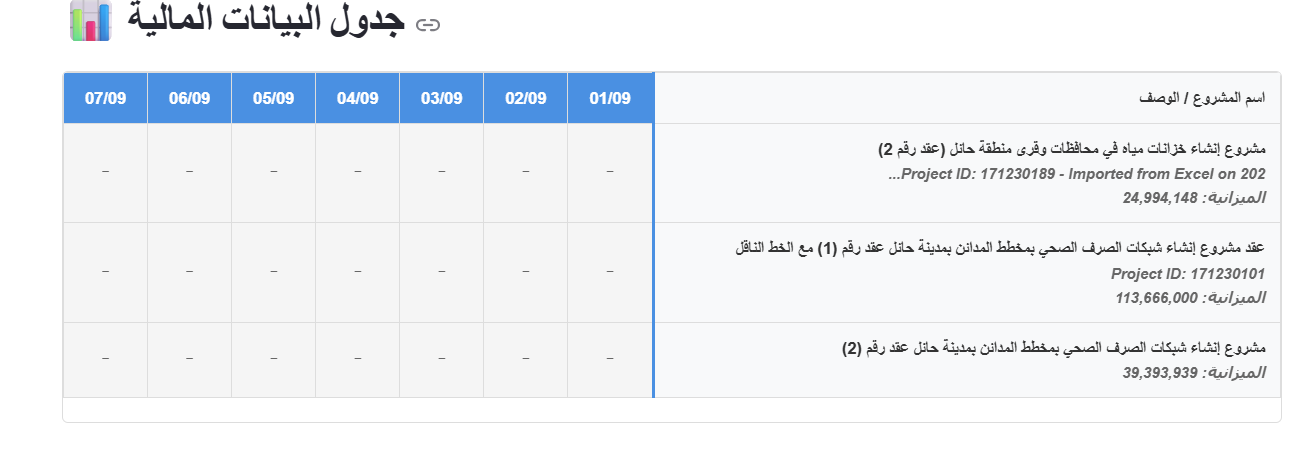 جدول البيانات المالية
اسم المشروع / الوصف
01/09
02/09
03/09
04/09
05/09
06/09
07/09
مشروع إنشاء خزانات مياه في محافظات وقرى منطقة حائل (عقد رقم 2)
Project ID: 171230189 - Imported from Excel on 202...
الميزانية: 24,994,148
– – – – – – –
عقد مشروع إنشاء شبكات الصرف الصحي بمخطط المدائن بمدينة حائل عقد رقم (1) مع الخط الناقل
Project ID: 171230101
الميزانية: 113,666,000
– – – – – – –
مشروع إنشاء شبكات الصرف الصحي بمخطط المدائن بمدينة حائل عقد رقم (2)
الميزانية: 39,393,939
– – – – – – –